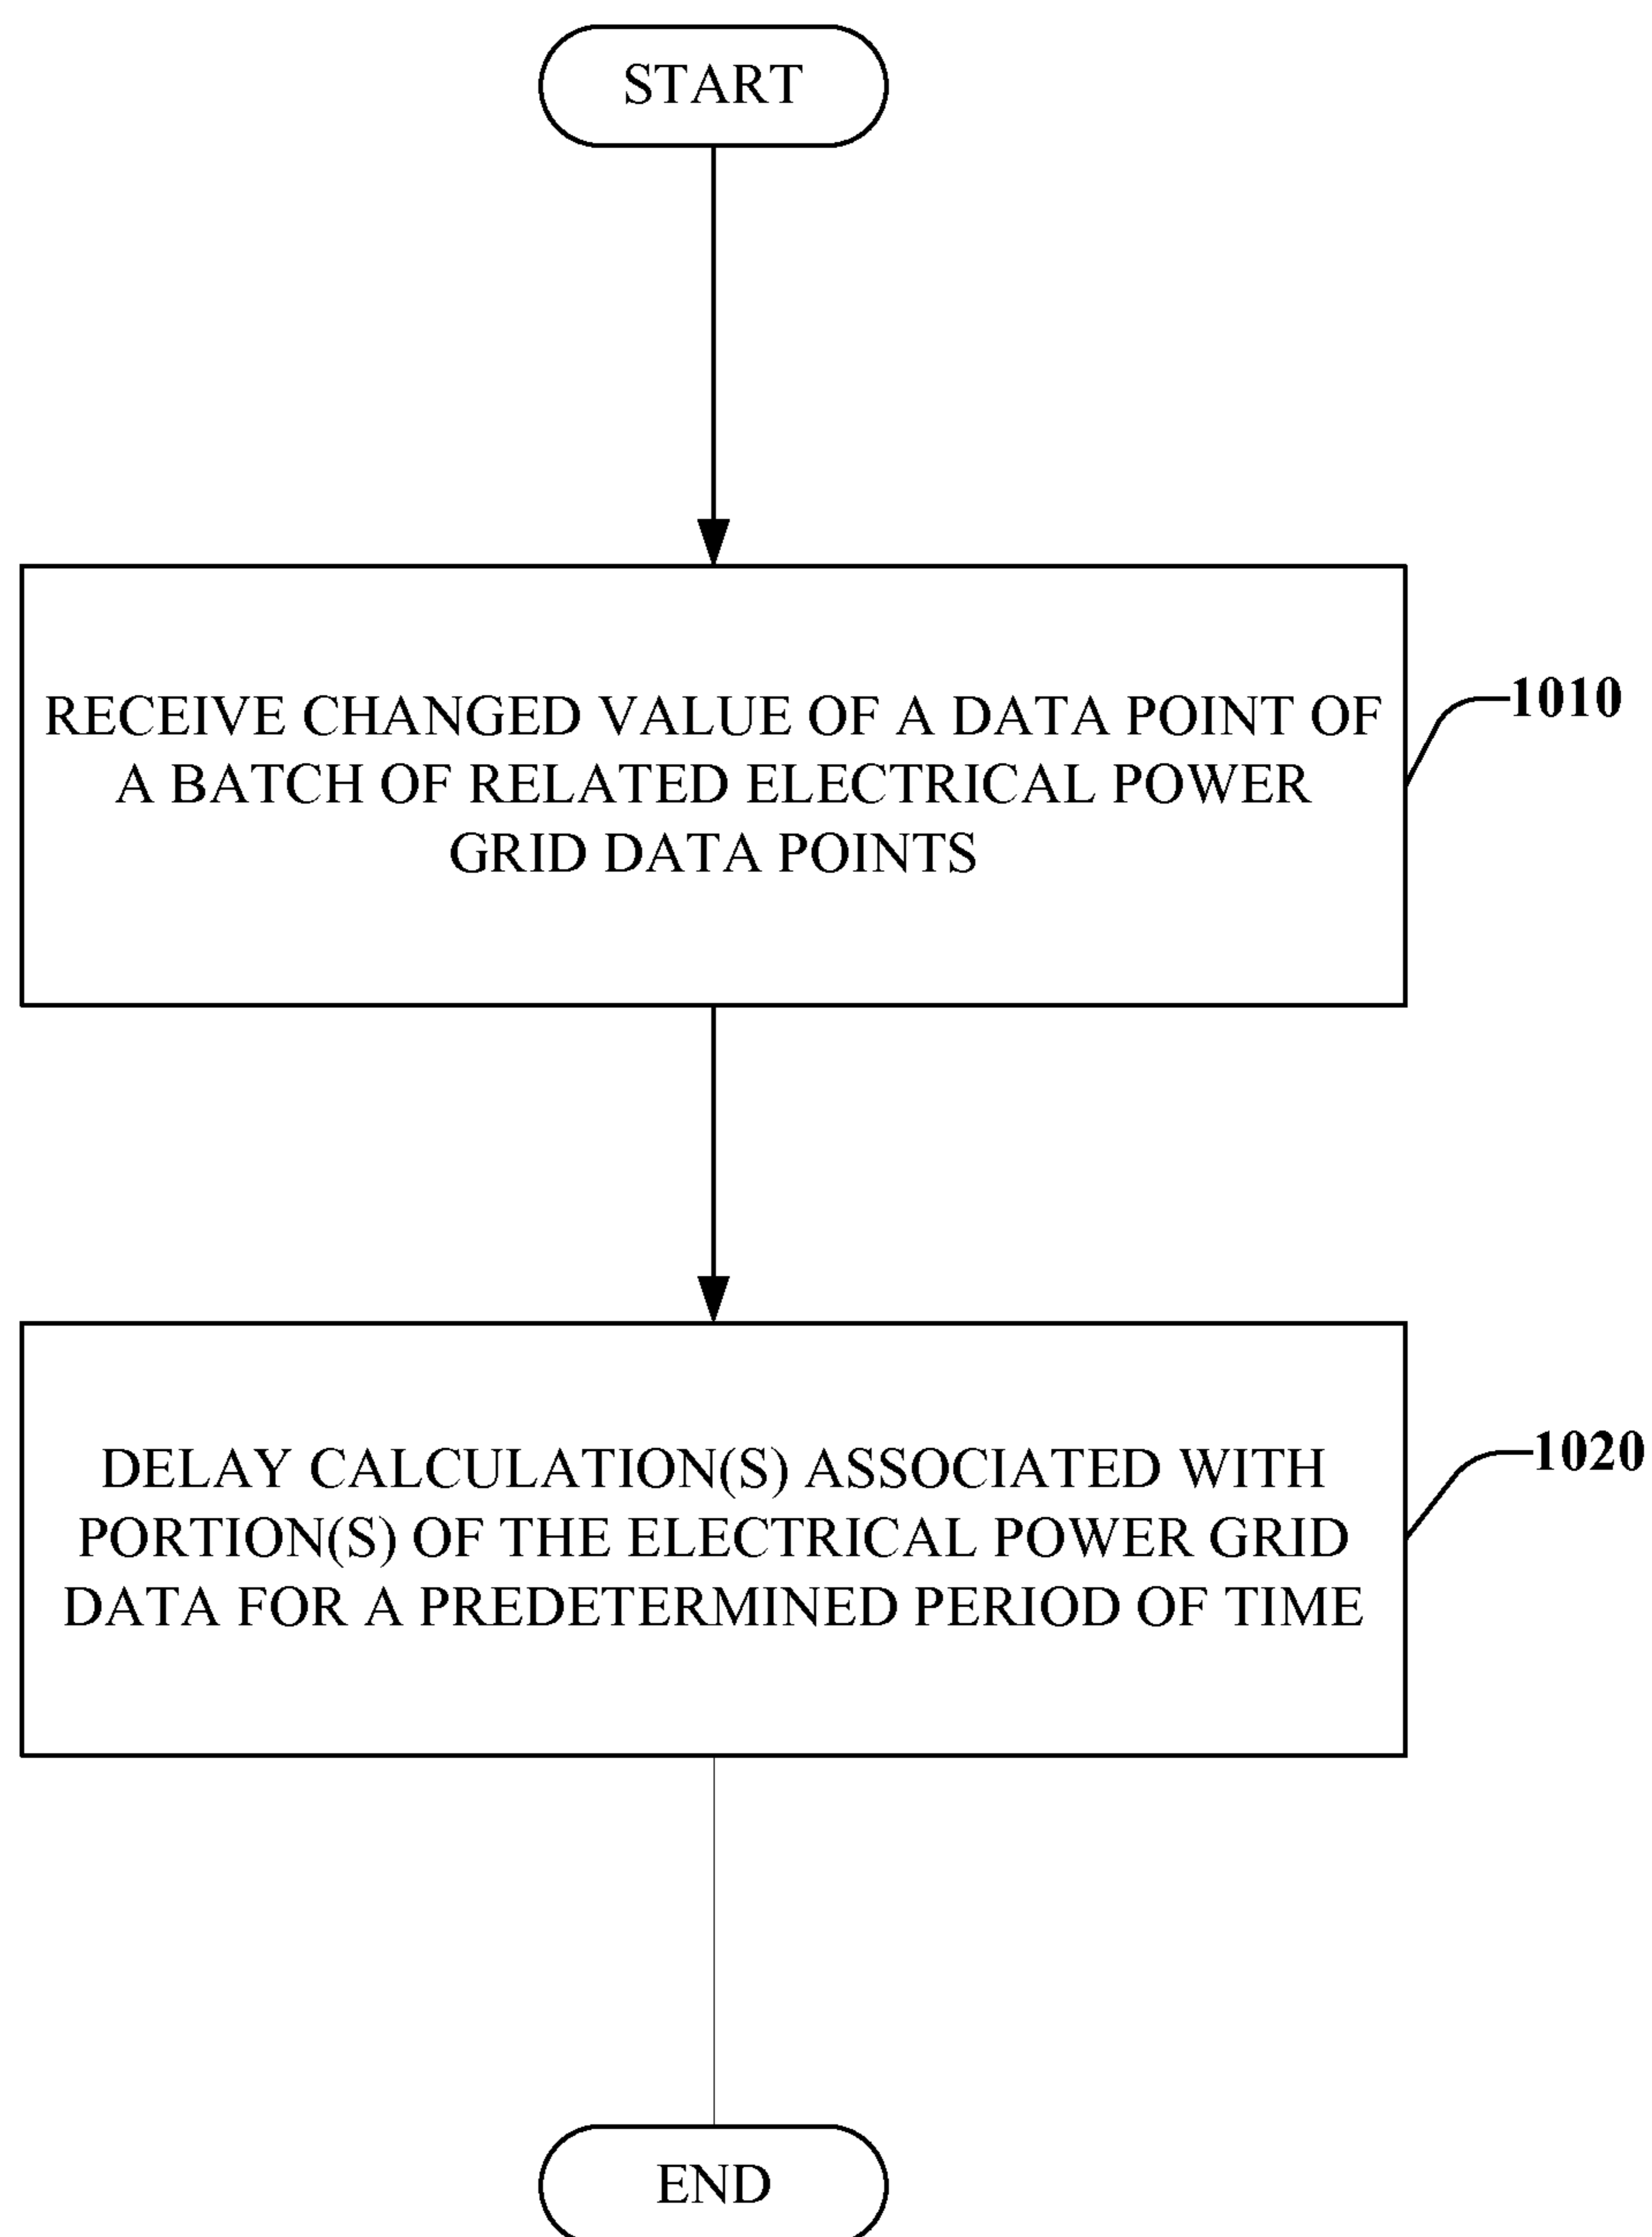 START
RECEIVE CHANGED VALUE OF A DATA POINT OF
A BATCH OF RELATED ELECTRICAL POWER
GRID DATA POINTS
1010
DELAY CALCULATION(S) ASSOCIATED WITH
PORTION(S) OF THE ELECTRICAL POWER GRID
DATA FOR A PREDETERMINED PERIOD OF TIME
1020
END